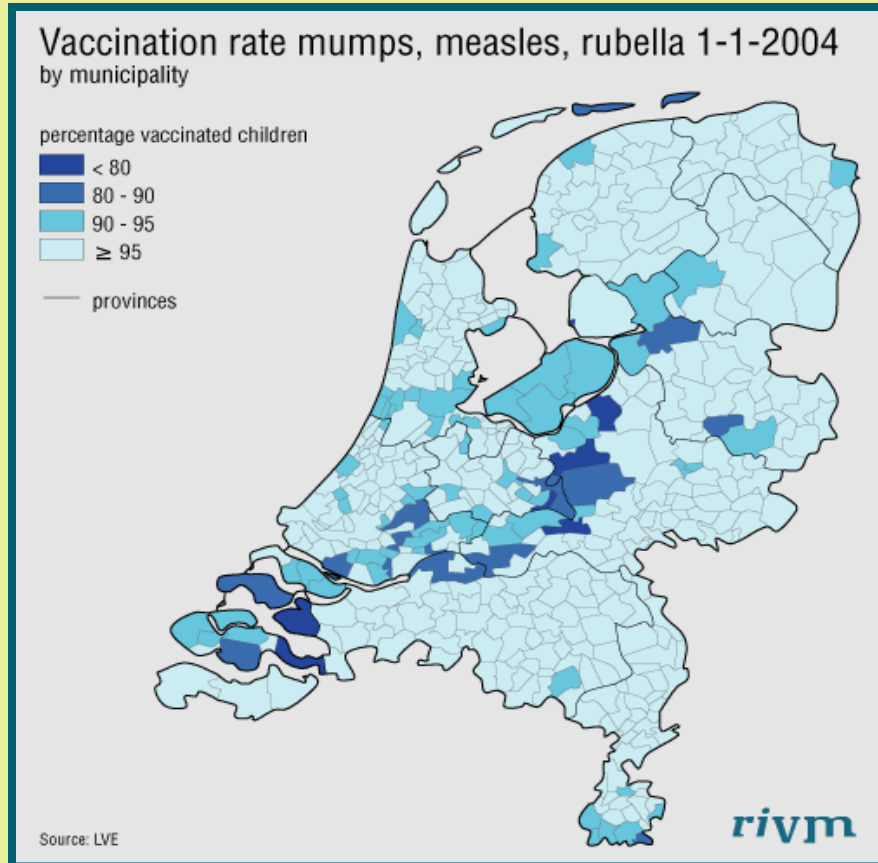 Vaccination rate mumps, measles, rubella 1-1-2004
by municipality
percentage vaccinated children
< 80
80 - 90
90 - 95
≥ 95
provinces
Source: LVE
rivm